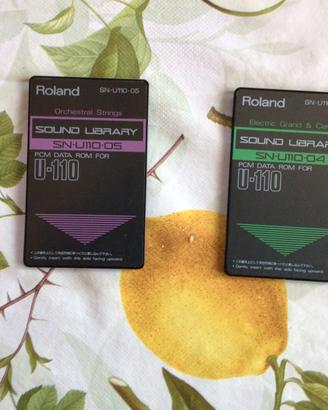 Roland SN-U110-05
Orchestral Strings
SOUND LIBRARY
SN-U110-05
PCM DATA ROM FOR
U-110
• Gently insert with this side facing upward
Roland
Electric Grand &
SOUND
SN-U110-04
PCM DATA ROM FOR
U-110
• Gently insert with this side facing upward